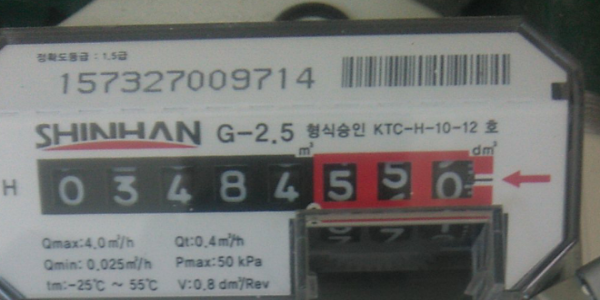 정확도등급 : 1.5급
157327009714
SHINHAN G-2.5 형식승인 KTC-H-10-12 호
m³ dm³
H 0 3 4 8 4 5 5 0
Qmax:4.0m³/h Qt:0.4m³/h
Qmin: 0.025m³/h Pmax:50 kPa
tm:-25℃ ~ 55℃ V:0.8 dm³/Rev